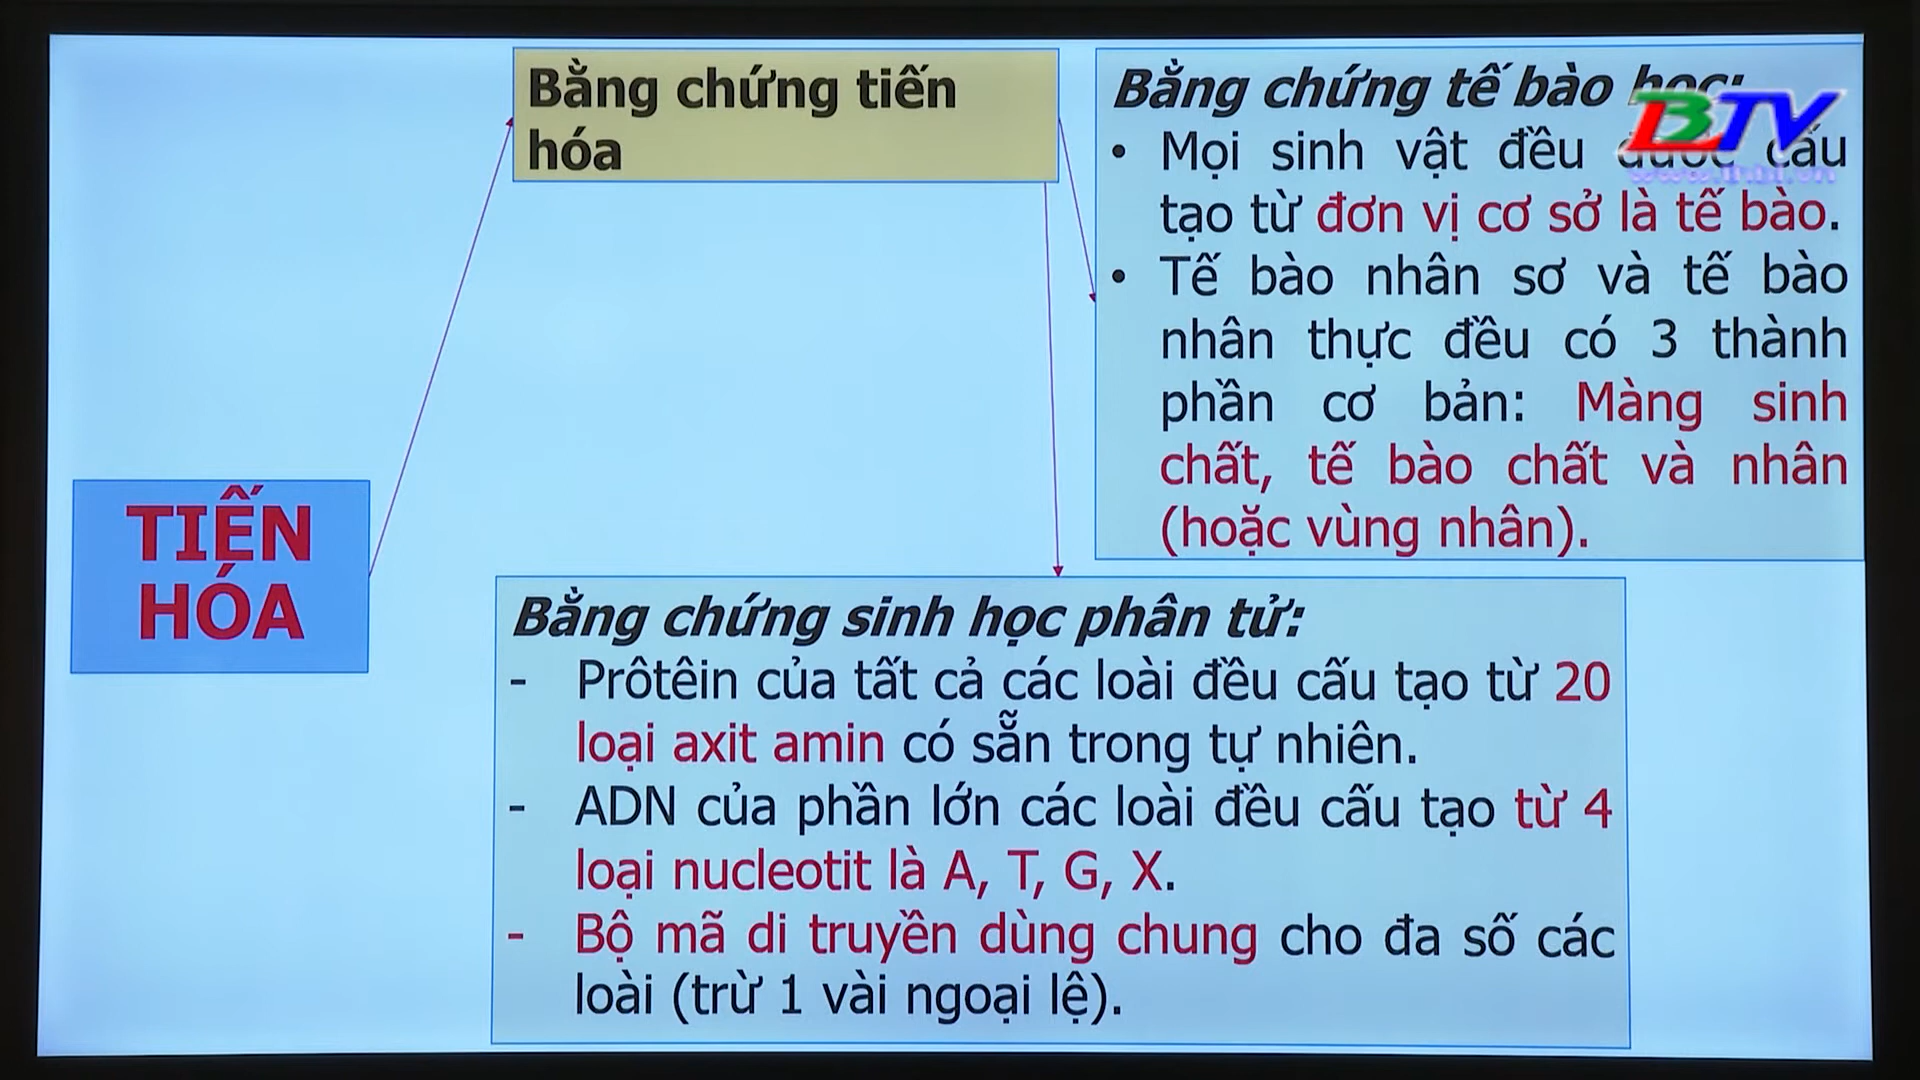 Bằng chứng tiến
hóa
Bằng chứng tế bào học:
• Mọi sinh vật đều được cấu
tạo từ đơn vị cơ sở là tế bào.
• Tế bào nhân sơ và tế bào
nhân thực đều có 3 thành
phần cơ bản: Màng sinh
chất, tế bào chất và nhân
(hoặc vùng nhân).
BTV
TIẾN
HÓA
Bằng chứng sinh học phân tử:
- Prôtêin của tất cả các loài đều cấu tạo từ 20
loại axit amin có sẵn trong tự nhiên.
- ADN của phần lớn các loài đều cấu tạo từ 4
loại nucleotit là A, T, G, X.
- Bộ mã di truyền dùng chung cho đa số các
loài (trừ 1 vài ngoại lệ).